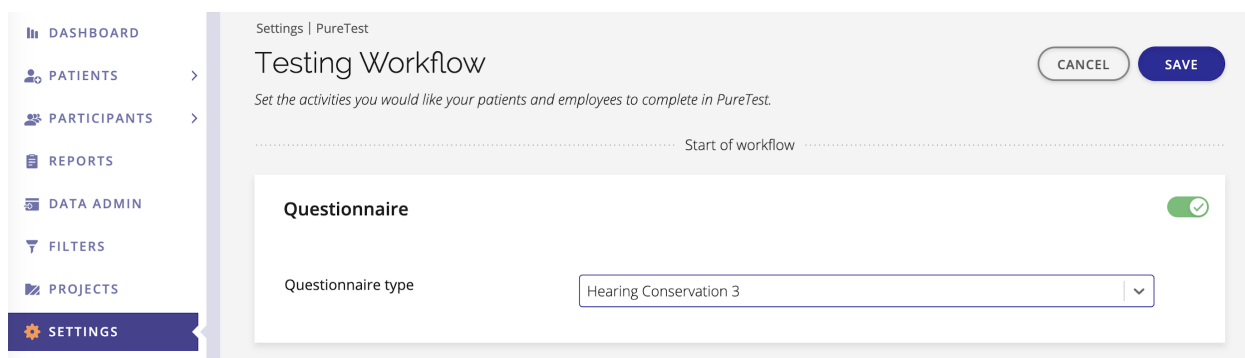 DASHBOARD
PATIENTS
PARTICIPANTS
REPORTS
DATA ADMIN
FILTERS
PROJECTS
SETTINGS
Settings | PureTest
Testing Workflow
CANCEL
SAVE
Set the activities you would like your patients and employees to complete in PureTest.
Start of workflow
Questionnaire
Questionnaire type
Hearing Conservation 3